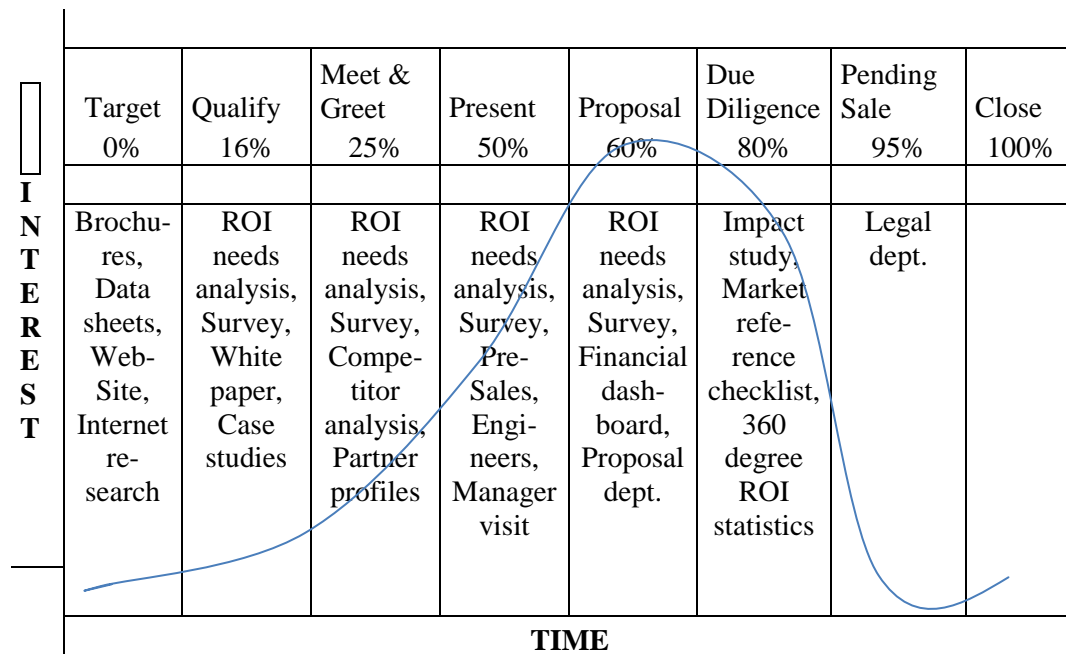 Target
0%
Qualify
16%
Meet &
Greet
25%
Present
50%
Proposal
60%
Due
Diligence
80%
Pending
Sale
95%
Close
100%
I
N
T
E
R
E
S
T
Brochu-
res,
Data
sheets,
Web-
Site,
Internet
re-
search
ROI
needs
analysis,
Survey,
White
paper,
Case
studies
ROI
needs
analysis,
Survey,
Compe-
titor
analysis,
Partner
profiles
ROI
needs
analysis,
Survey,
Pre-
Sales,
Engi-
neers,
Manager
visit
ROI
needs
analysis,
Survey,
Financial
dash-
board,
Proposal
dept.
Impact
study,
Market
refe-
rence
checklist,
360
degree
ROI
statistics
Legal
dept.
TIME